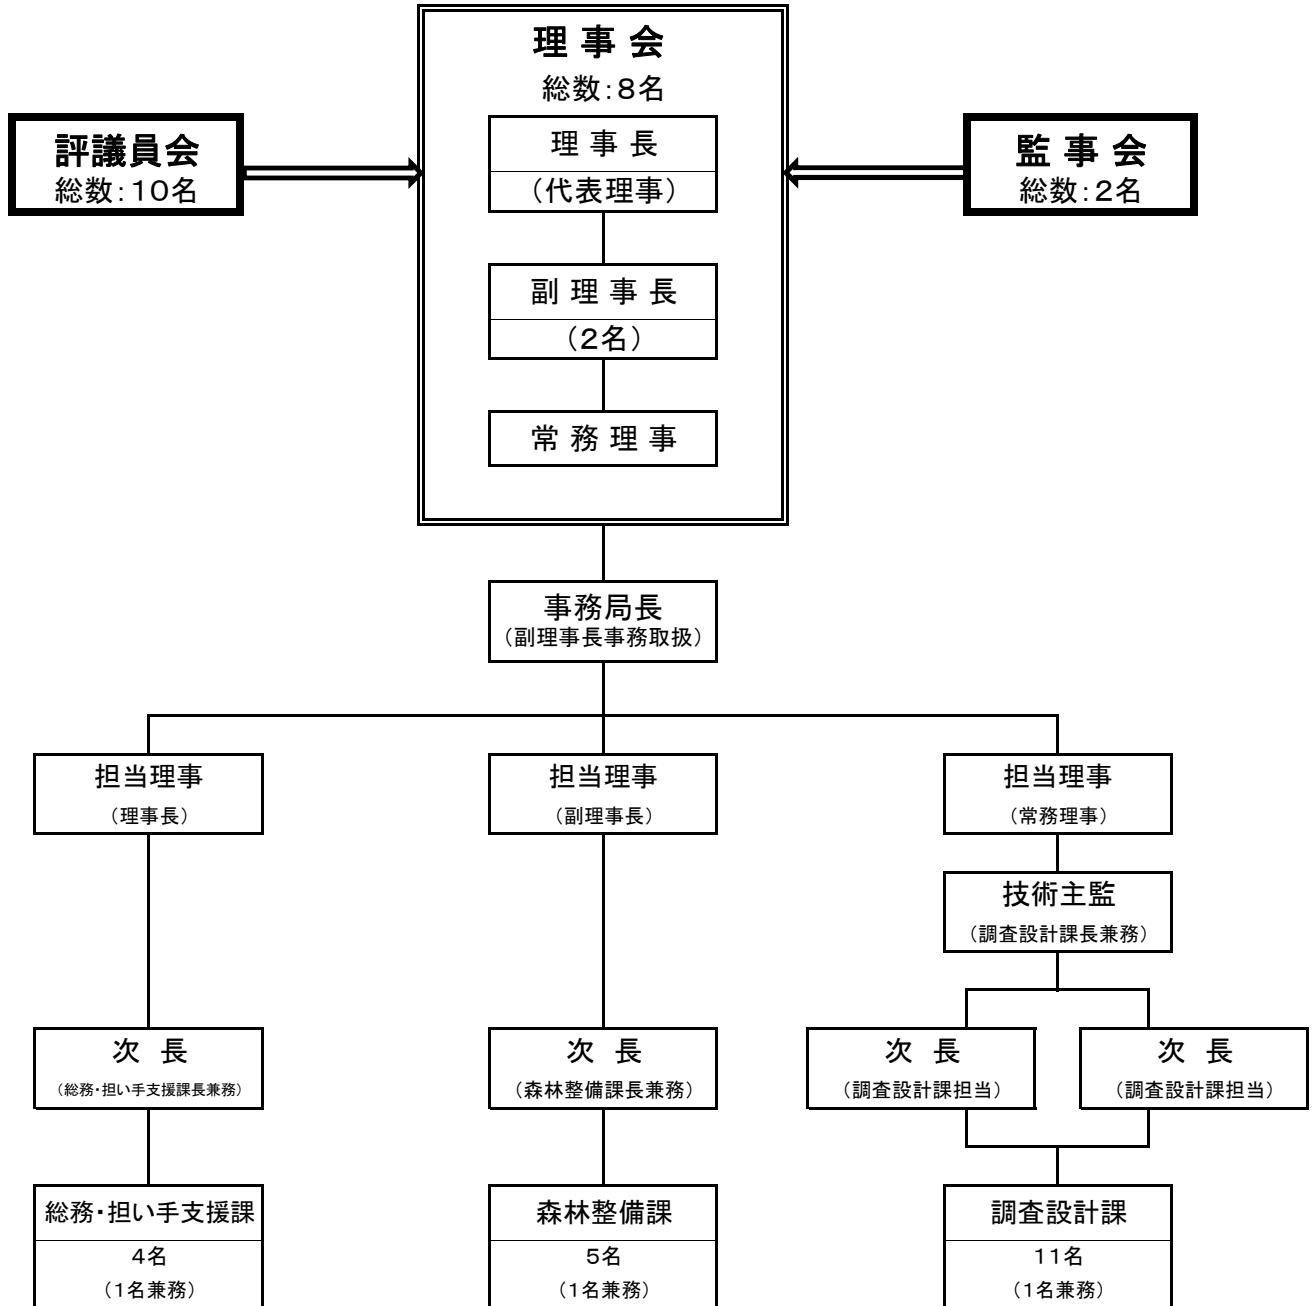 理 事 会
総数:8名
評議員会
総数:10名
理 事 長
(代表理事)
監 事 会
総数:2名
副 理 事 長
(2名)
常 務 理 事
事務局長
(副理事長事務取扱)
担当理事
(理事長)
担当理事
(副理事長)
担当理事
(常務理事)
技術主監
(調査設計課長兼務)
次 長
(総務・担い手支援課長兼務)
次 長
(森林整備課長兼務)
次 長
(調査設計課担当)
次 長
(調査設計課担当)
総務・担い手支援課
4名
(1名兼務)
森林整備課
5名
(1名兼務)
調査設計課
11名
(1名兼務)